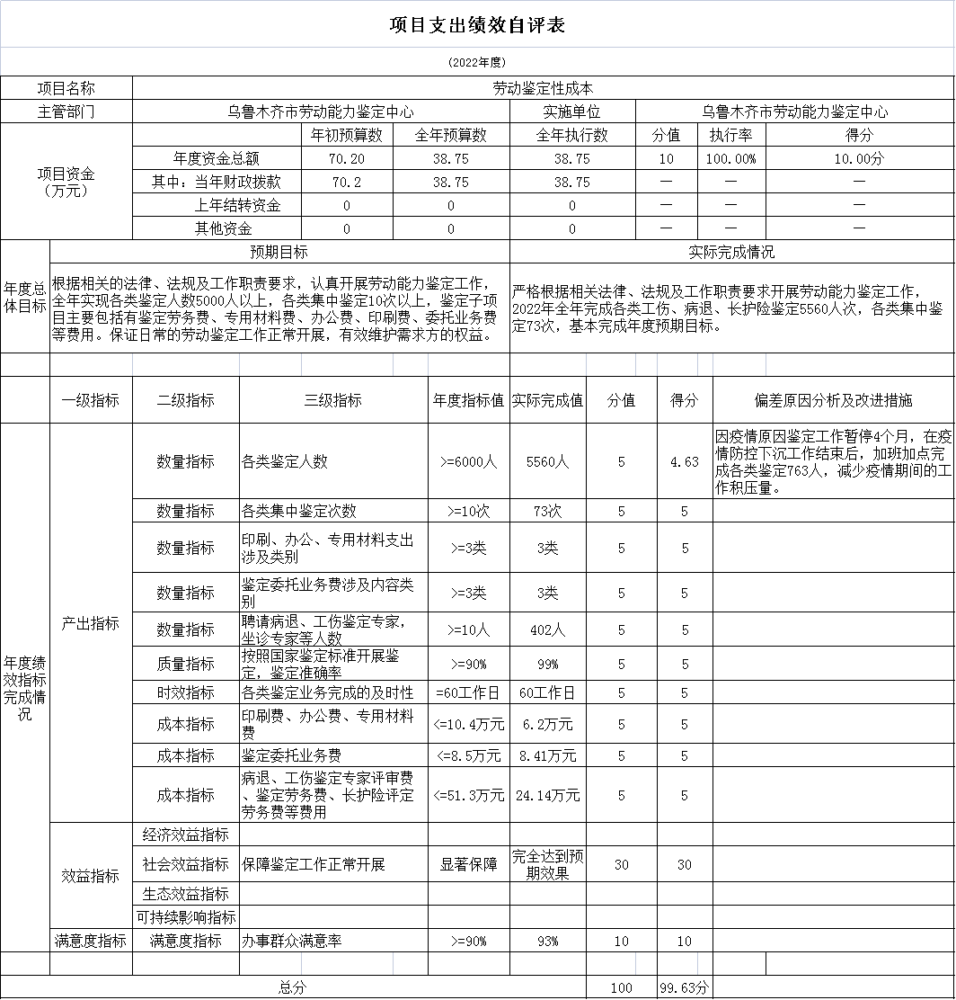 项目支出绩效自评表
（2022年度）
项目名称 劳动鉴定性成本
主管部门 乌鲁木齐市劳动能力鉴定中心 实施单位 乌鲁木齐市劳动能力鉴定中心
项目资金
（万元）
年初预算数 全年预算数 全年执行数 分值 执行率 得分
年度资金总额 70.20 38.75 38.75 10 100.00% 10.00分
其中：当年财政拨款 70.2 38.75 38.75 — — —
上年结转资金 0 0 0 — — —
其他资金 0 0 0 — — —
年度总
体目标
预期目标 实际完成情况
根据相关的法律、法规及工作职责要求，认真开展劳动能力鉴定工作，
全年实现各类鉴定人数5000人以上，各类集中鉴定10次以上，鉴定子项
目主要包括有鉴定劳务费、专用材料费、办公费、印刷费、委托业务费
等费用。保证日常的劳动鉴定工作正常开展，有效维护需求方的权益。
严格根据相关法律、法规及工作职责要求开展劳动能力鉴定工作，
2022年全年完成各类工伤、病退、长护险鉴定5560人次，各类集中鉴
定73次，基本完成年度预期目标。
年度绩
效指标
完成情
况
一级指标 二级指标 三级指标 年度指标值 实际完成值 分值 得分 偏差原因分析及改进措施
产出指标
数量指标 各类鉴定人数 >=6000人 5560人 5 4.63
因疫情原因鉴定工作暂停4个月，在疫
情防控下沉工作结束后，加班加点完
成各类鉴定763人，减少疫情期间的工
作积压量。
数量指标 各类集中鉴定次数 >=10次 73次 5 5
数量指标 印刷、办公、专用材料支出
涉及类别 >=3类 3类 5 5
数量指标 鉴定委托业务费涉及内容类
别 >=3类 3类 5 5
数量指标 聘请病退、工伤鉴定专家，
坐诊专家等人数 >=10人 402人 5 5
质量指标 按照国家鉴定标准开展鉴
定，鉴定准确率 >=90% 99% 5 5
时效指标 各类鉴定业务完成的及时性 =60工作日 60工作日 5 5
成本指标 印刷费、办公费、专用材料
费 <=10.4万元 6.2万元 5 5
成本指标 鉴定委托业务费 <=8.5万元 8.41万元 5 5
成本指标 病退、工伤鉴定专家评审费
、鉴定劳务费、长护险评定
劳务费等费用 <=51.3万元 24.14万元 5 5
效益指标
经济效益指标
社会效益指标 保障鉴定工作正常开展 显著保障 完全达到预
期效果 30 30
生态效益指标
可持续影响指标
满意度指标 满意度指标 办事群众满意率 >=90% 93% 10 10
总分 100 99.63分